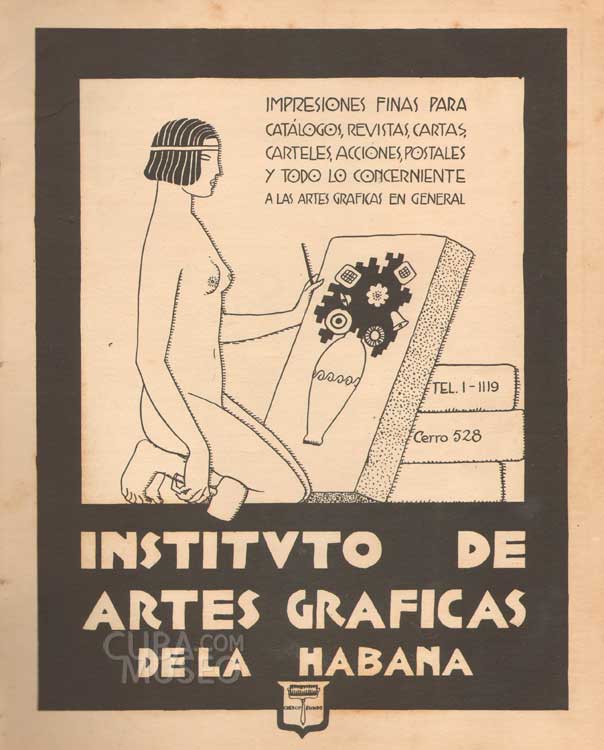 IMPRESIONES FINAS PARA
CATÁLOGOS, REVISTAS, CARTAS,
CARTELES, ACCIONES, POSTALES
Y TODO LO CONCERNIENTE
A LAS ARTES GRAFICAS EN GENERAL
TEL. I-1119
Cerro 528
INSTITVTO DE
ARTES GRAFICAS
DE LA HABANA
CUBA
MUSEO
.COM